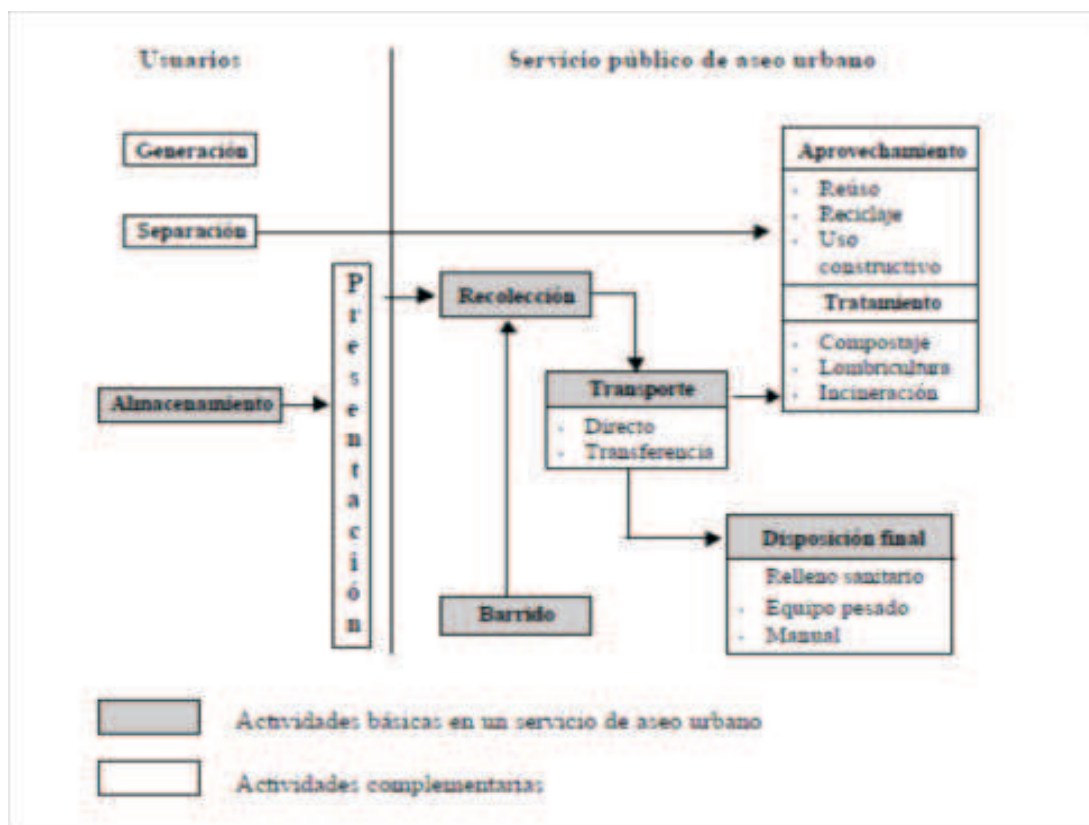 Usuarios
Servicio público de aseo urbano
Generación
Separación
Almacenamiento
Presentación
Recolección
Barrido
Transporte
- Directo
- Transferencia
Aprovechamiento
- Reúso
- Reciclaje
- Uso
constructivo
Tratamiento
- Compostaje
- Lombricultura
- Incineración
Disposición final
Relleno sanitario
- Equipo pesado
- Manual
Actividades básicas en un servicio de aseo urbano
Actividades complementarias